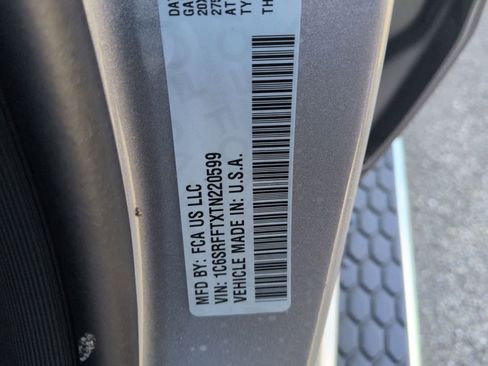 MFD BY: FCA US LLC
VIN: 1C6SRFFTXTN220599
VEHICLE MADE IN: U.S.A.